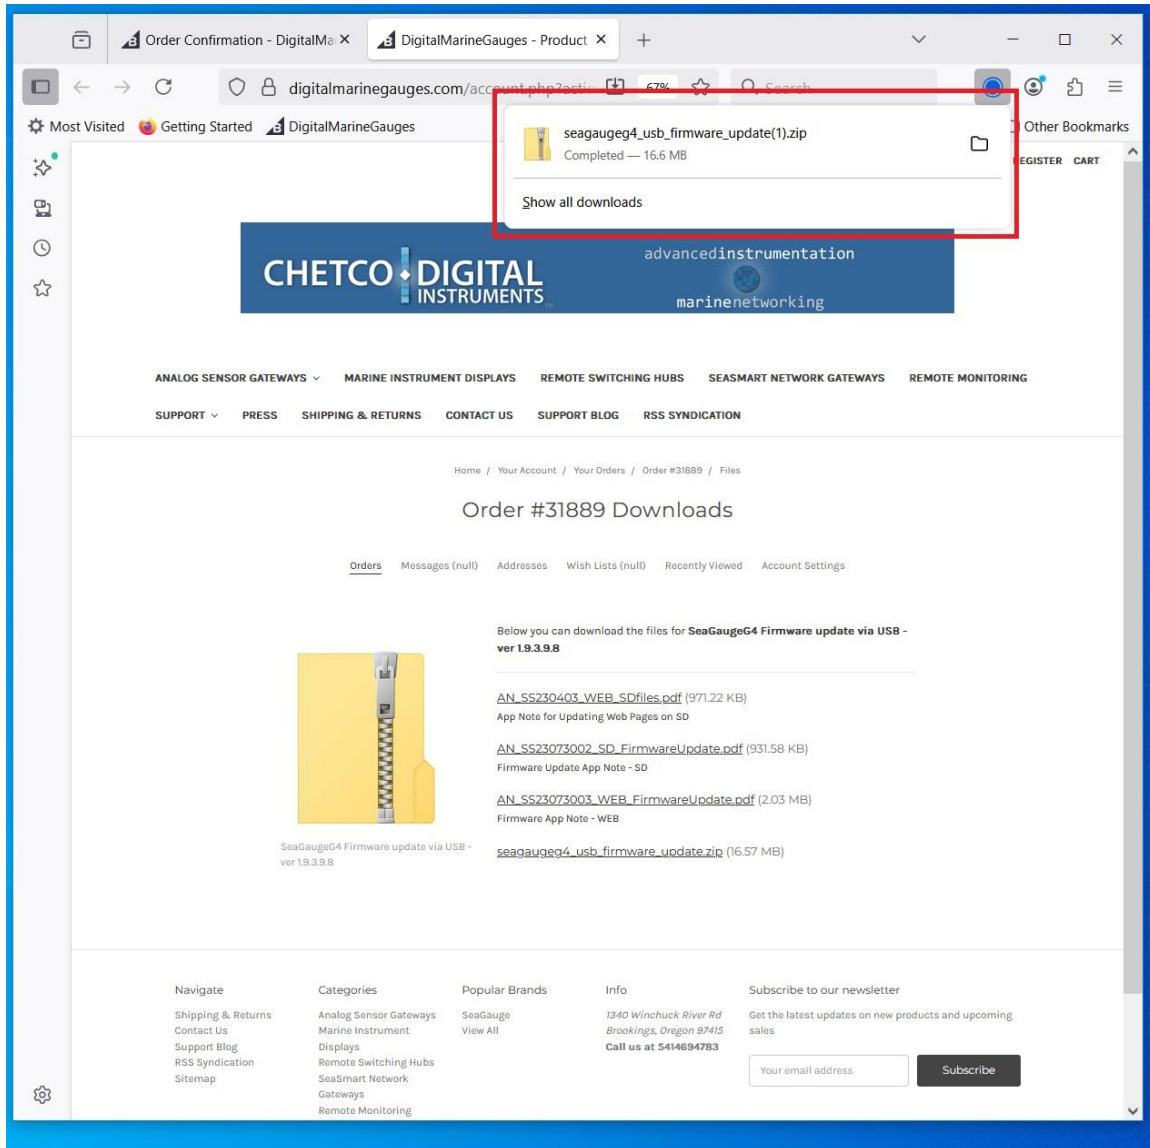 Order Confirmation - DigitalMa
DigitalMarineGauges - Product
digitalmarinegauges.com/account.php?actio
67%
Search
Most Visited
Getting Started
DigitalMarineGauges
Other Bookmarks
seagaugeg4_usb_firmware_update(1).zip
Completed — 16.6 MB
Show all downloads
REGISTER CART
CHETCO DIGITAL
INSTRUMENTS
advancedinstrumentation
marinenetworking
ANALOG SENSOR GATEWAYS MARINE INSTRUMENT DISPLAYS REMOTE SWITCHING HUBS SEASMART NETWORK GATEWAYS REMOTE MONITORING
SUPPORT PRESS SHIPPING & RETURNS CONTACT US SUPPORT BLOG RSS SYNDICATION
Home / Your Account / Your Orders / Order #31889 / Files
Order #31889 Downloads
Orders Messages (null) Addresses Wish Lists (null) Recently Viewed Account Settings
Below you can download the files for SeaGaugeG4 Firmware update via USB -
ver 1.9.3.9.8
AN_SS230403_WEB_SDfiles.pdf (971.22 KB)
App Note for Updating Web Pages on SD
AN_SS23073002_SD_FirmwareUpdate.pdf (931.58 KB)
Firmware Update App Note - SD
AN_SS23073003_WEB_FirmwareUpdate.pdf (2.03 MB)
Firmware App Note - WEB
seagaugeg4_usb_firmware_update.zip (16.57 MB)
SeaGaugeG4 Firmware update via USB -
ver 1.9.3.9.8
Navigate
Shipping & Returns
Contact Us
Support Blog
RSS Syndication
Sitemap
Categories
Analog Sensor Gateways
Marine Instrument
Displays
Remote Switching Hubs
SeaSmart Network
Gateways
Remote Monitoring
Popular Brands
SeaGauge
View All
Info
1340 Winchuck River Rd
Brookings, Oregon 97415
Call us at 5414694783
Subscribe to our newsletter
Get the latest updates on new products and upcoming
sales
Your email address
Subscribe